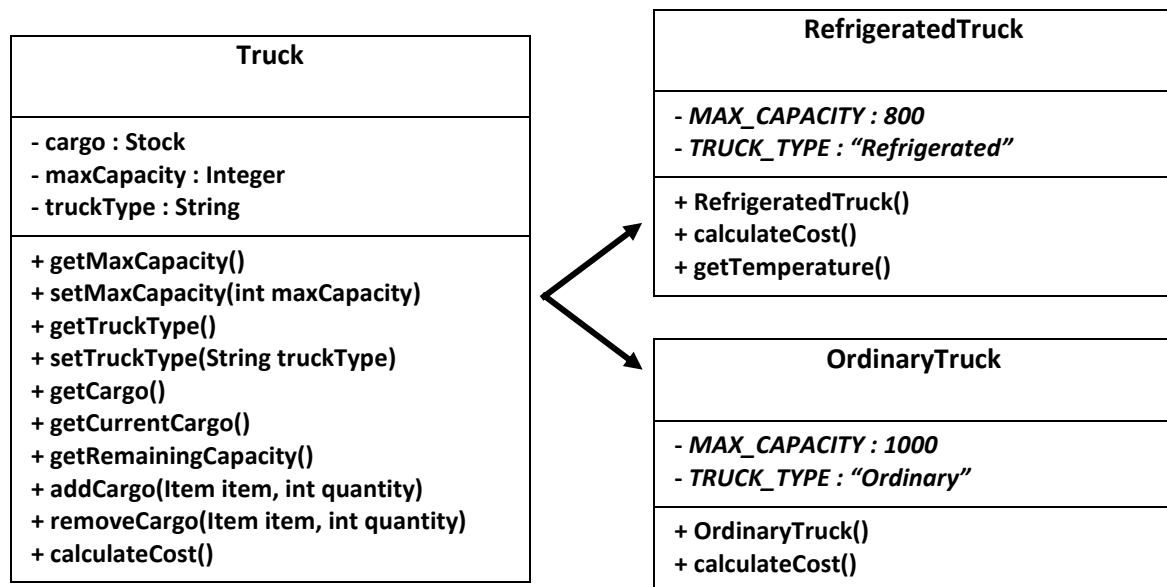 Truck
- cargo : Stock
- maxCapacity : Integer
- truckType : String
+ getMaxCapacity()
+ setMaxCapacity(int maxCapacity)
+ getTruckType()
+ setTruckType(String truckType)
+ getCargo()
+ getCurrentCargo()
+ getRemainingCapacity()
+ addCargo(Item item, int quantity)
+ removeCargo(Item item, int quantity)
+ calculateCost()
RefrigeratedTruck
- MAX_CAPACITY : 800
- TRUCK_TYPE : “Refrigerated”
+ RefrigeratedTruck()
+ calculateCost()
+ getTemperature()
OrdinaryTruck
- MAX_CAPACITY : 1000
- TRUCK_TYPE : “Ordinary”
+ OrdinaryTruck()
+ calculateCost()